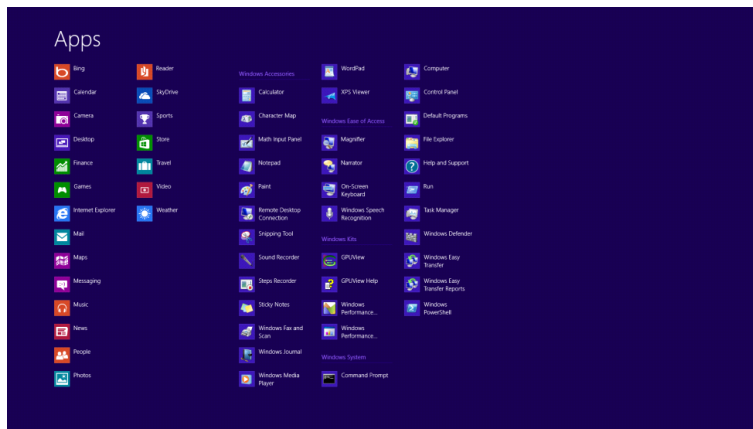 Apps
Bing
Calendar
Camera
Desktop
Finance
Games
Internet Explorer
Mail
Maps
Messaging
Music
News
People
Photos
Reader
SkyDrive
Sports
Store
Travel
Video
Weather
Windows Accessories
Calculator
Character Map
Math Input Panel
Notepad
Paint
Remote Desktop
Connection
Snipping Tool
Sound Recorder
Steps Recorder
Sticky Notes
Windows Fax and
Scan
Windows Journal
Windows Media
Player
WordPad
XPS Viewer
Windows Ease of Access
Magnifier
Narrator
On-Screen
Keyboard
Windows Speech
Recognition
Windows Kits
GPUView
GPUView Help
Windows
Performance...
Windows
Performance...
Windows System
Command Prompt
Computer
Control Panel
Default Programs
File Explorer
Help and Support
Run
Task Manager
Windows Defender
Windows Easy
Transfer
Windows Easy
Transfer Reports
Windows
PowerShell